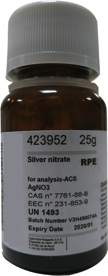 423952 25g
Silver nitrate
RPE
for analysis-ACS
AgNO3
CAS n° 7761-88-8
EEC n° 231-853-9
UN 1493
Batch Number V3H489074A
Expiry Date 2020/01